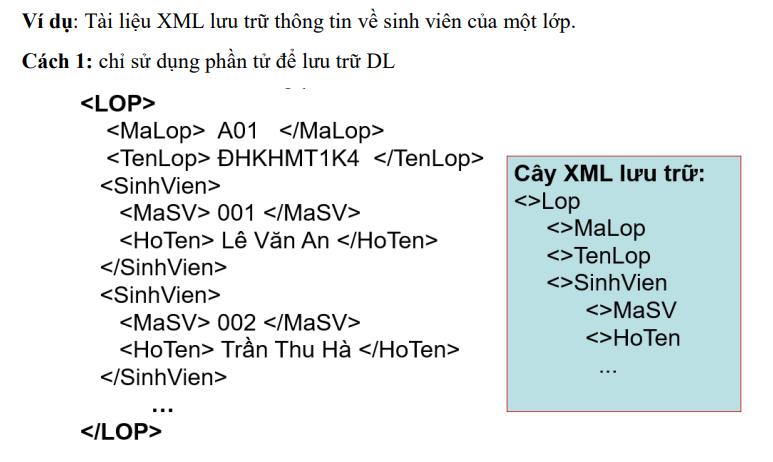 Ví dụ: Tài liệu XML lưu trữ thông tin về sinh viên của một lớp.
Cách 1: chỉ sử dụng phần tử để lưu trữ DL
<LOP>
<MaLop> A01 </MaLop>
<TenLop> ĐHKHMT1K4 </TenLop>
<SinhVien>
<MaSV> 001 </MaSV>
<HoTen> Lê Văn An </HoTen>
</SinhVien>
<SinhVien>
<MaSV> 002 </MaSV>
<HoTen> Trần Thu Hà </HoTen>
</SinhVien>
...
</LOP>
Cây XML lưu trữ:
<>Lop
<>MaLop
<>TenLop
<>SinhVien
<>MaSV
<>HoTen
...